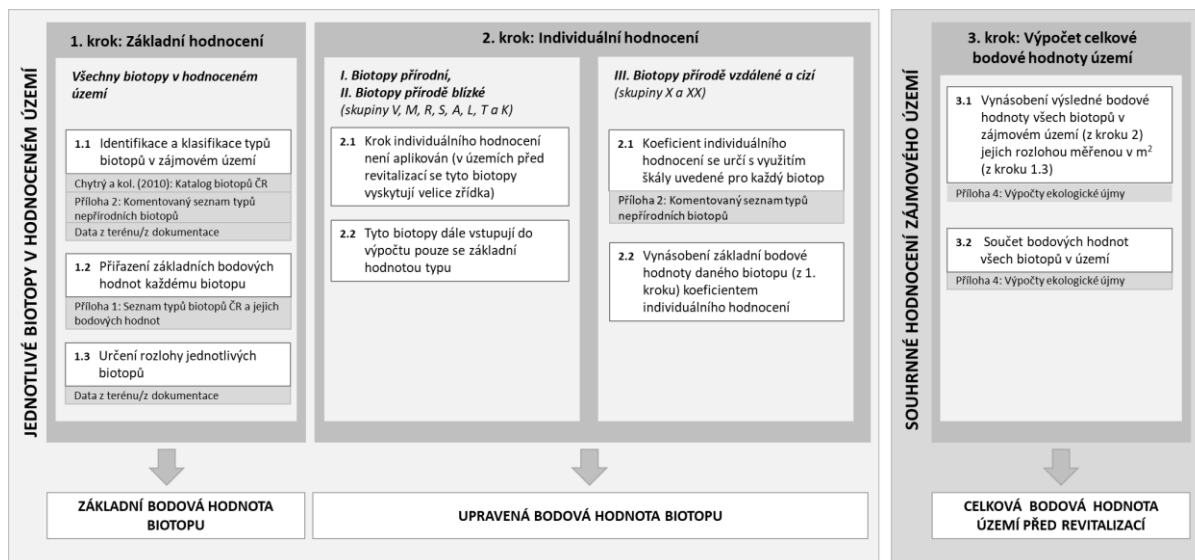 JEDNOTLIVÉ BIOTOPY V HODNOCENÉM ÚZEMÍ
1. krok: Základní hodnocení
Všechny biotopy v hodnoceném
území
1.1 Identifikace a klasifikace typů
biotopů v zájmovém území
Chytrý a kol. (2010): Katalog biotopů ČR
Příloha 2: Komentovaný seznam typů
nepřírodních biotopů
Data z terénu/z dokumentace
1.2 Přiřazení základních bodových
hodnot každému biotopu
Příloha 1: Seznam typů biotopů ČR a jejich
bodových hodnot
1.3 Určení rozlohy jednotlivých
biotopů
Data z terénu/z dokumentace
ZÁKLADNÍ BODOVÁ HODNOTA
BIOTOPU
2. krok: Individuální hodnocení
I. Biotopy přírodní,
II. Biotopy přírodě blízké
(skupiny V, M, R, S, A, L, T a K)
2.1 Krok individuálního hodnocení
není aplikován (v územích před
revitalizací se tyto biotopy
vyskytují velice zřídka)
2.2 Tyto biotopy dále vstupují do
výpočtu pouze se základní
hodnotou typu
III. Biotopy přírodě vzdálené a cizí
(skupiny X a XX)
2.1 Koeficient individuálního
hodnocení se určí s využitím
škály uvedené pro každý biotop
Příloha 2: Komentovaný seznam typů
nepřírodních biotopů
2.2 Vynásobení základní bodové
hodnoty daného biotopu (z 1.
kroku) koeficientem
individuálního hodnocení
UPRAVENÁ BODOVÁ HODNOTA BIOTOPU
SOUHRNNÉ HODNOCENÍ ZÁJMOVÉHO ÚZEMÍ
3. krok: Výpočet celkové
bodové hodnoty území
3.1 Vynásobení výsledné bodové
hodnoty všech biotopů v
zájmovém území (z kroku 2)
jejich rozlohou měřenou v m²
(z kroku 1.3)
Příloha 4: Výpočty ekologické újmy
3.2 Součet bodových hodnot
všech biotopů v území
Příloha 4: Výpočty ekologické újmy
CELKOVÁ BODOVÁ HODNOTA
ÚZEMÍ PŘED REVITALIZACÍ